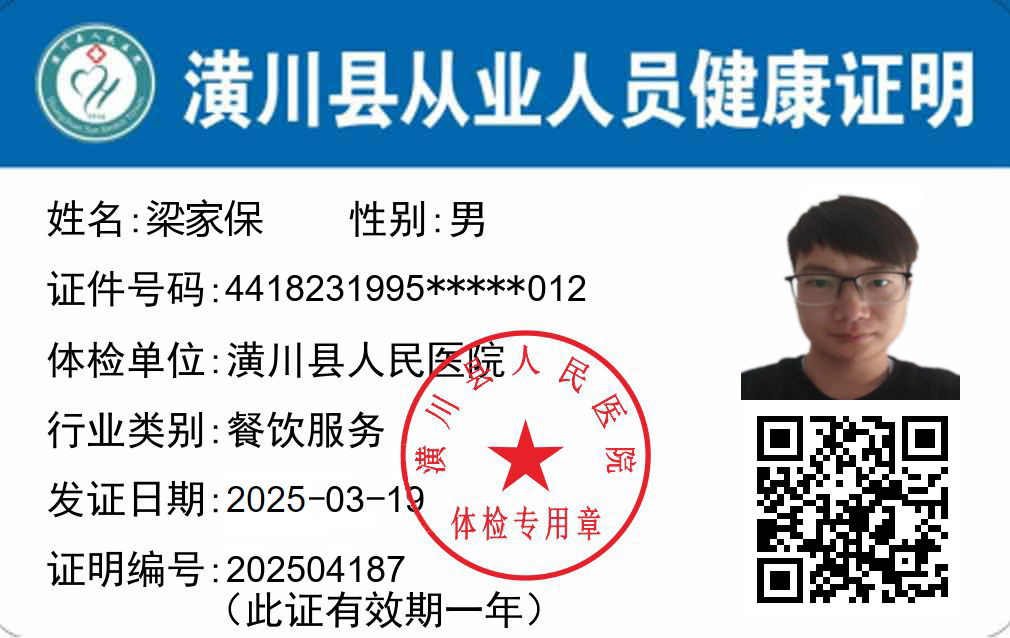 潢川县从业人员健康证明
姓名:梁家保 性别:男
证件号码:4418231995*****012
体检单位:潢川县人民医院
行业类别:餐饮服务
发证日期:2025-03-19
证明编号:202504187
(此证有效期一年)
潢川县人民医院
体检专用章